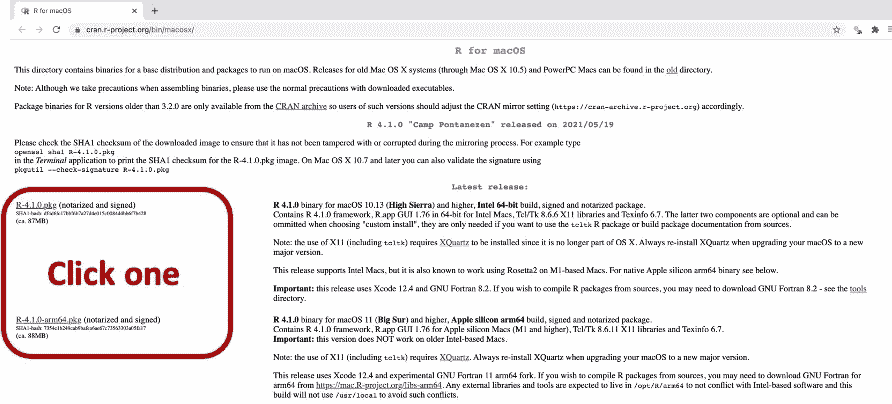 R for macOS
cran.r-project.org/bin/macosx/
R for macOS
This directory contains binaries for a base distribution and packages to run on macOS. Releases for old Mac OS X systems (through Mac OS X 10.5) and PowerPC Macs can be found in the old directory.
Note: Although we take precautions when assembling binaries, please use the normal precautions with downloaded executables.
Package binaries for R versions older than 3.2.0 are only available from the CRAN archive so users of such versions should adjust the CRAN mirror setting (https://cran-archive.r-project.org) accordingly.
R 4.1.0 "Camp Pontanezen" released on 2021/05/19
Please check the SHA1 checksum of the downloaded image to ensure that it has not been tampered with or corrupted during the mirroring process. For example type
openssl sha1 R-4.1.0.pkg
in the Terminal application to print the SHA1 checksum for the R-4.1.0.pkg image. On Mac OS X 10.7 and later you can also validate the signature using
pkgutil --check-signature R-4.1.0.pkg
Latest release:
R-4.1.0.pkg (notarized and signed)
SHA1-hash:
(ca. 87MB)
R 4.1.0 binary for macOS 10.13 (High Sierra) and higher, Intel 64-bit build, signed and notarized package.
Contains R 4.1.0 framework, R.app GUI 1.76 in 64-bit for Intel Macs, Tcl/Tk 8.6.6 X11 libraries and Texinfo 6.7. The latter two components are optional and can be
ommitted when choosing "custom install", they are only needed if you want to use the tcltk R package or build package documentation from sources.
Note: the use of X11 (including tcltk) requires XQuartz to be installed since it is no longer part of OS X. Always re-install XQuartz when upgrading your macOS to a new
major version.
This release supports Intel Macs, but it is also known to work using Rosetta2 on M1-based Macs. For native Apple silicon arm64 binary see below.
Important: this release uses Xcode 12.4 and GNU Fortran 8.2. If you wish to compile R packages from sources, you may need to download GNU Fortran 8.2 - see the tools
directory.
Click one
R-4.1.0-arm64.pkg (notarized and signed)
SHA1-hash:
(ca. 88MB)
R 4.1.0 binary for macOS 11 (Big Sur) and higher, Apple silicon arm64 build, signed and notarized package.
Contains R 4.1.0 framework, R.app GUI 1.76 for Apple silicon Macs (M1 and higher), Tcl/Tk 8.6.11 X11 libraries and Texinfo 6.7.
Important: this version does NOT work on older Intel-based Macs.
Note: the use of X11 (including tcltk) requires XQuartz. Always re-install XQuartz when upgrading your macOS to a new major version.
This release uses Xcode 12.4 and experimental GNU Fortran 11 arm64 fork. If you wish to compile R packages from sources, you may need to download GNU Fortran for
arm64 from https://mac.R-project.org/libs-arm64. Any external libraries and tools are expected to live in /opt/R/arm64 to not conflict with Intel-based software and this
build will not use /usr/local to avoid such conflicts.